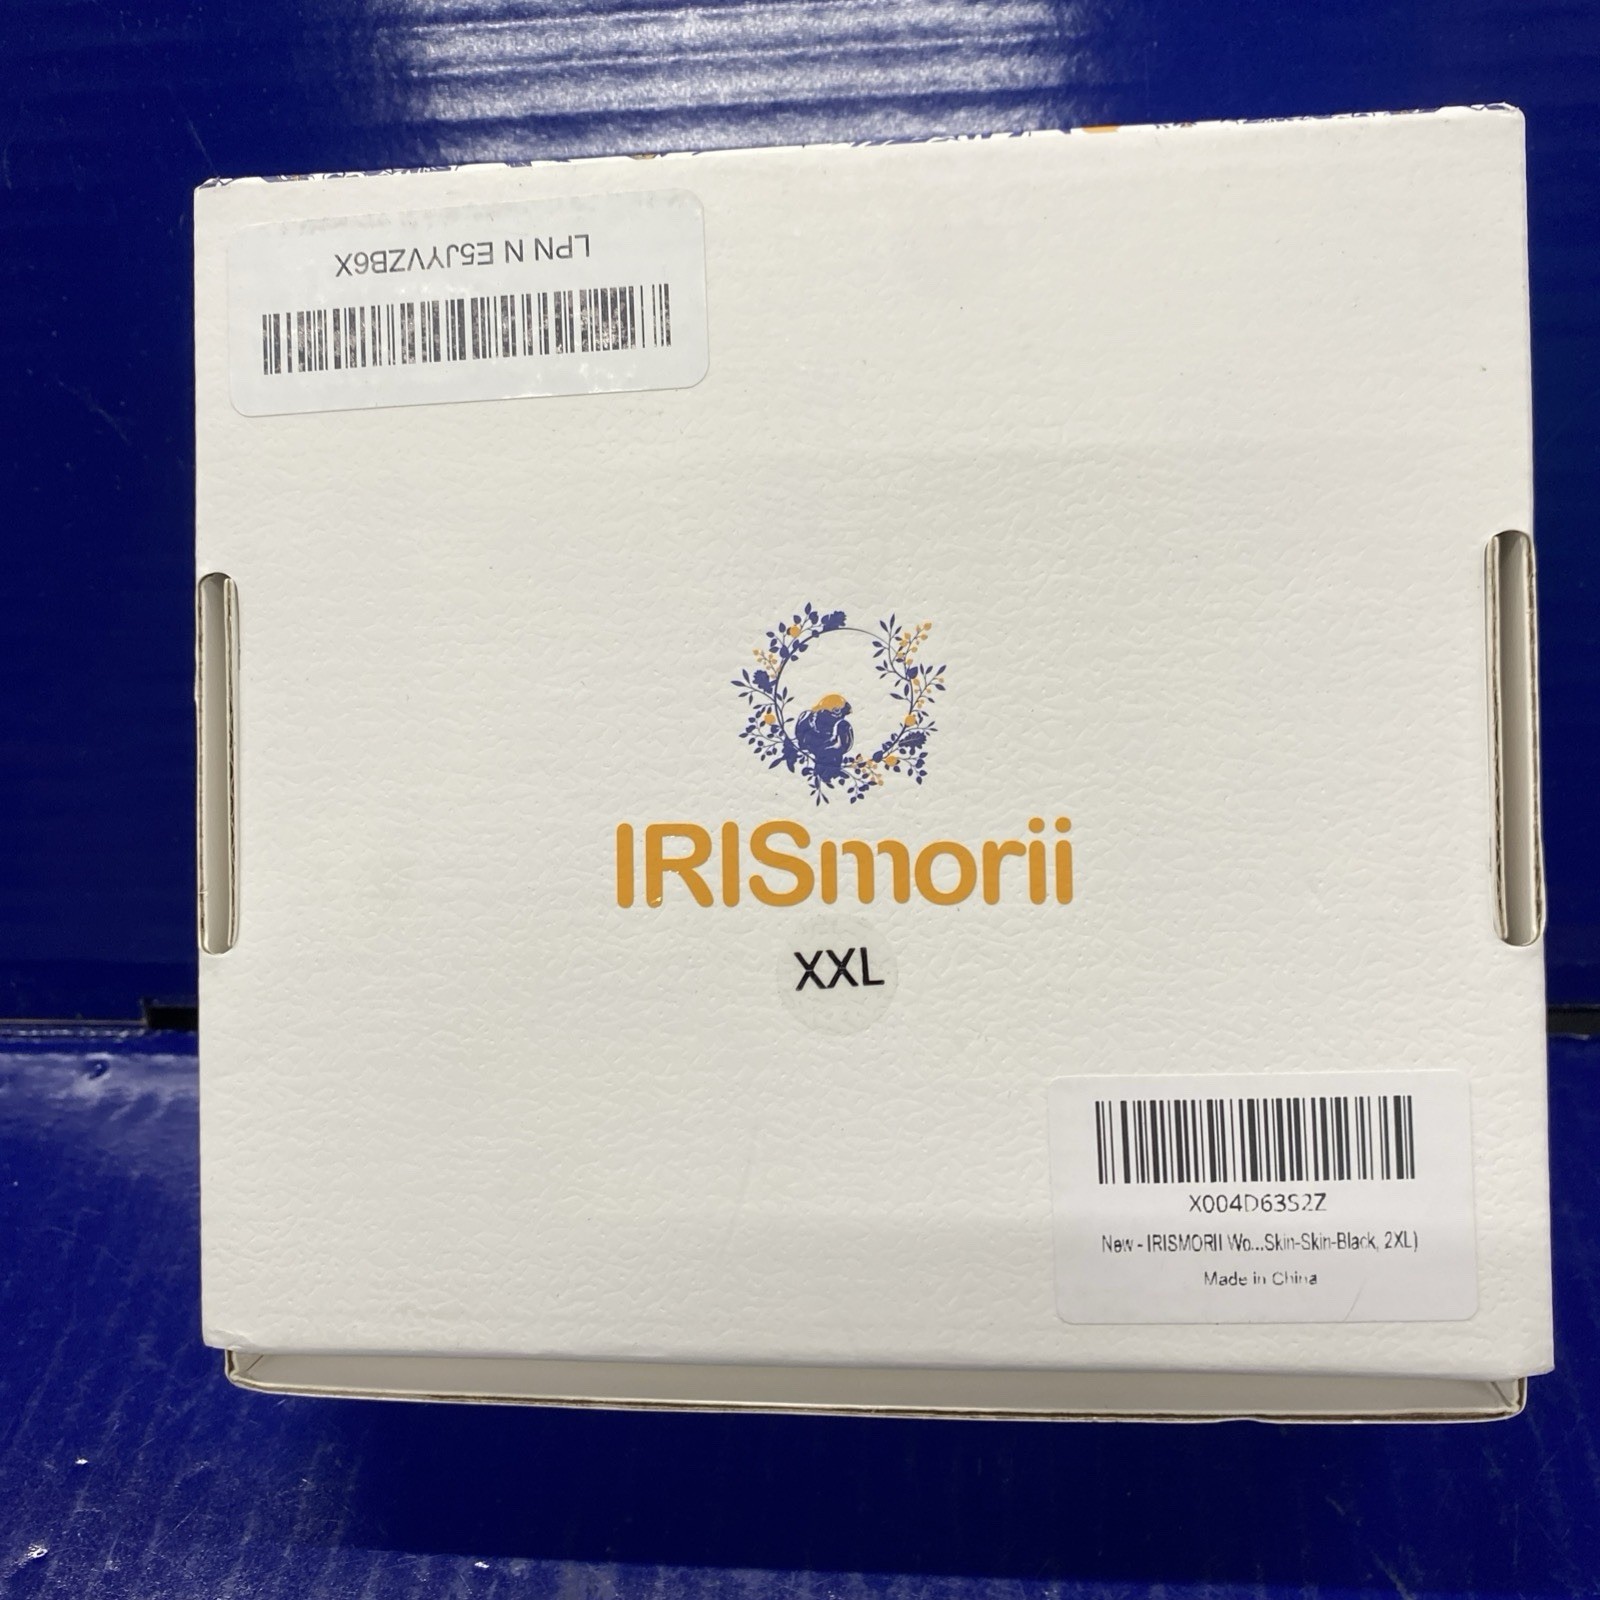 LPN N E5JYVZB6X
IRISmorii
XXL
X004D63S2Z
New - IRISMORII Wo...Skin-Skin-Black, 2XL)
Made in China